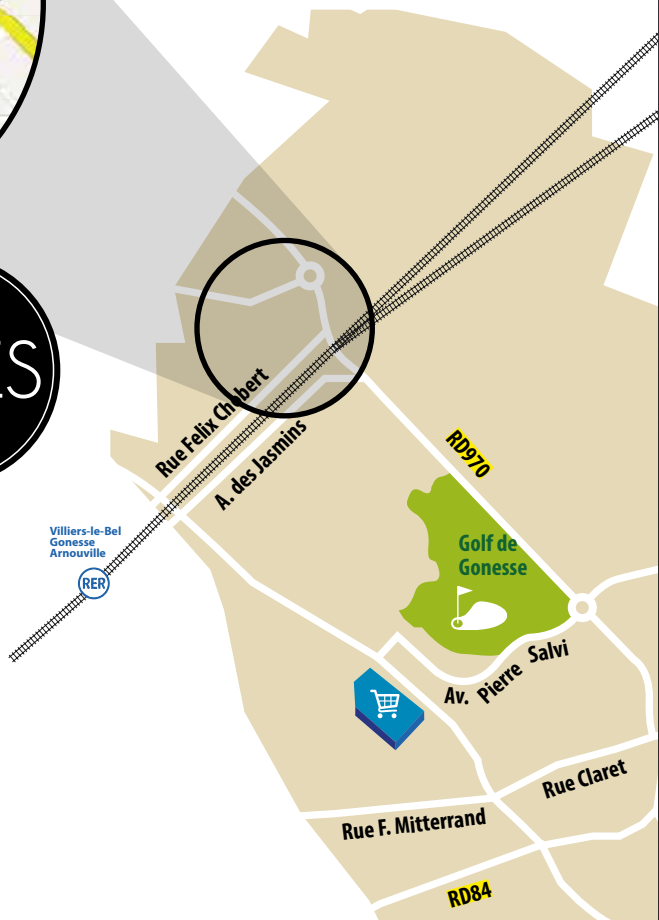 ES
Rue Felix Chobert
A. des Jasmins
RD970
Villiers-le-Bel
Gonesse
Arnouville
RER
Golf de
Gonesse
Av. Pierre Salvi
Rue Claret
Rue F. Mitterrand
RD84